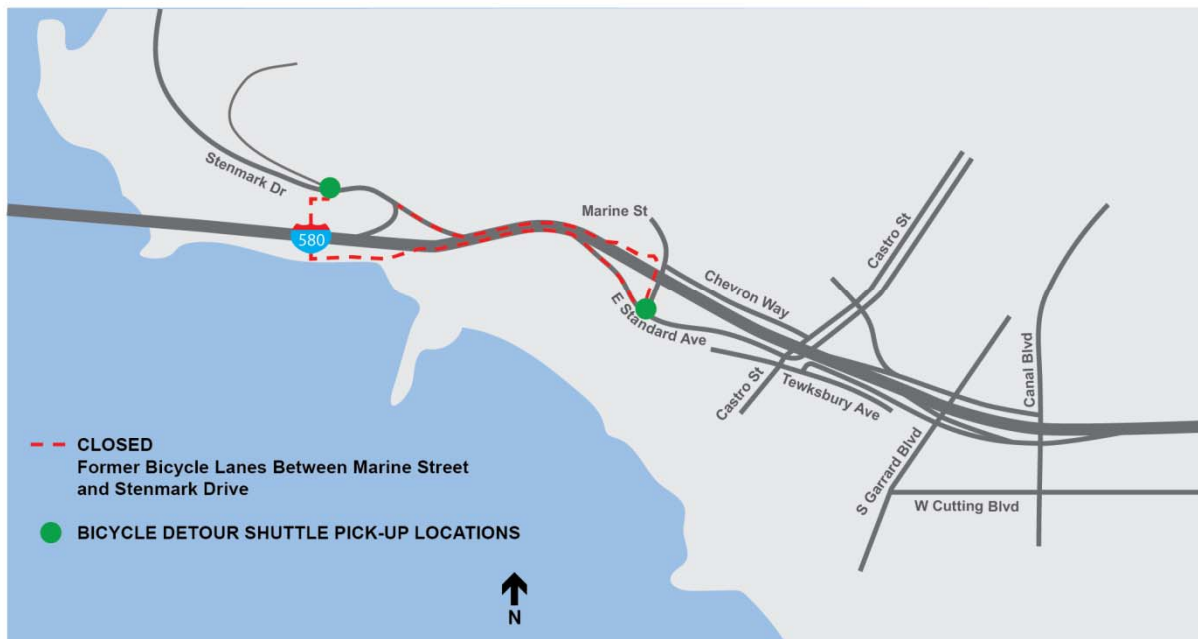 Stenmark Dr
580
Marine St
Castro St
Chevron Way
E Standard Ave
Castro St
Tewksbury Ave
Canal Blvd
S Garrard Blvd
W Cutting Blvd
CLOSED
Former Bicycle Lanes Between Marine Street
and Stenmark Drive
BICYCLE DETOUR SHUTTLE PICK-UP LOCATIONS
N